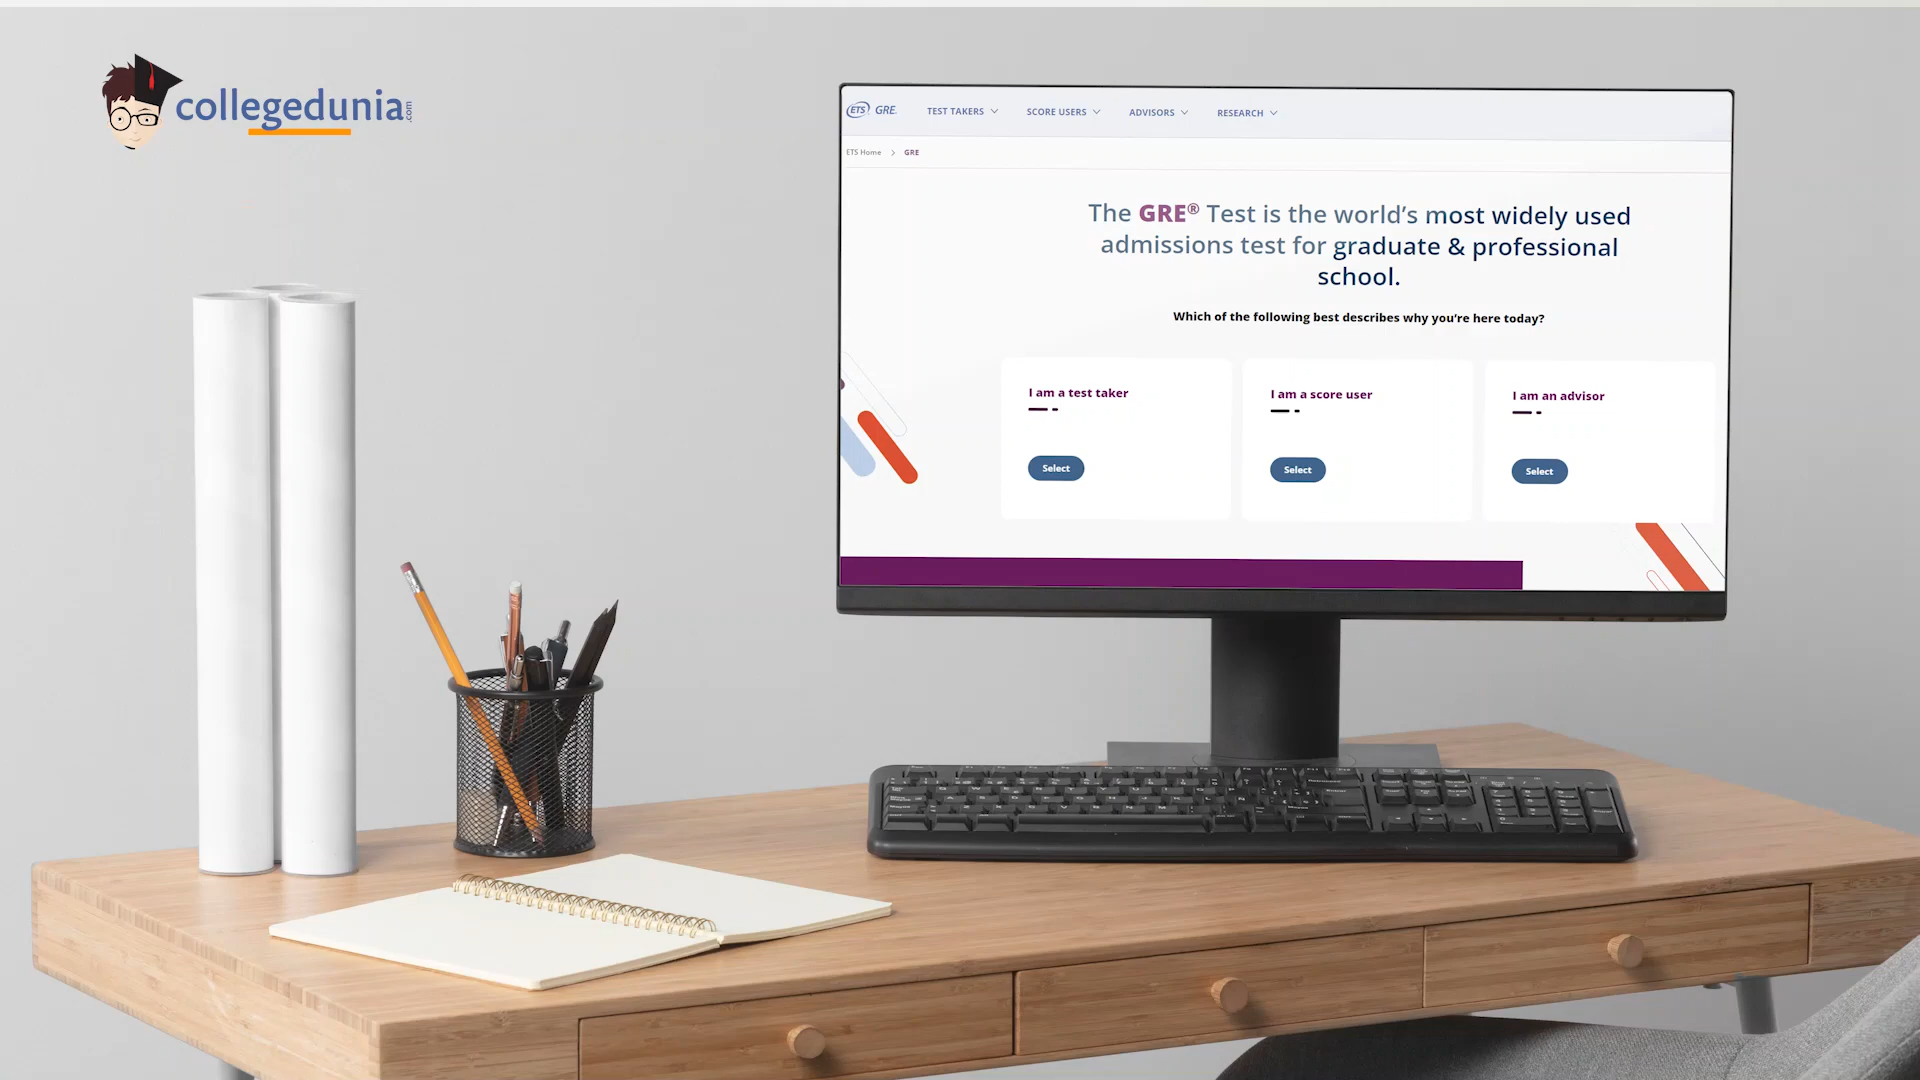 collegedunia.com
ETS GRE. TEST TAKERS SCORE USERS ADVISORS RESEARCH
ETS Home > GRE
The GRE® Test is the world's most widely used
admissions test for graduate & professional
school.
Which of the following best describes why you're here today?
I am a test taker
I am a score user
I am an advisor
Select
Select
Select